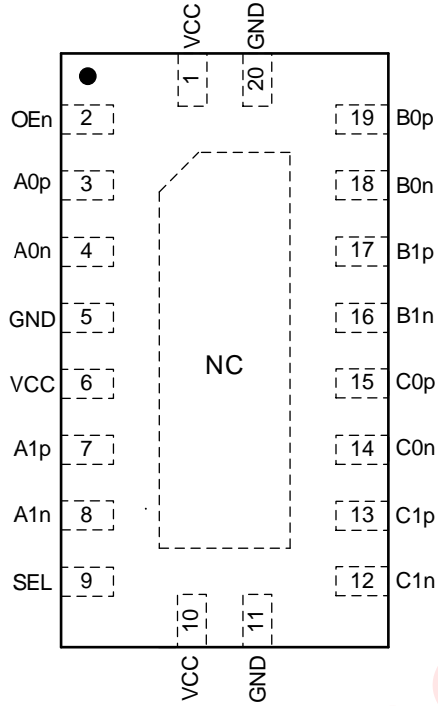 VCC
GND
1
20
OEn 2
19 B0p
A0p 3
18 B0n
A0n 4
17 B1p
GND 5
16 B1n
VCC 6
NC
15 C0p
A1p 7
14 C0n
A1n 8
13 C1p
SEL 9
12 C1n
10
11
VCC
GND